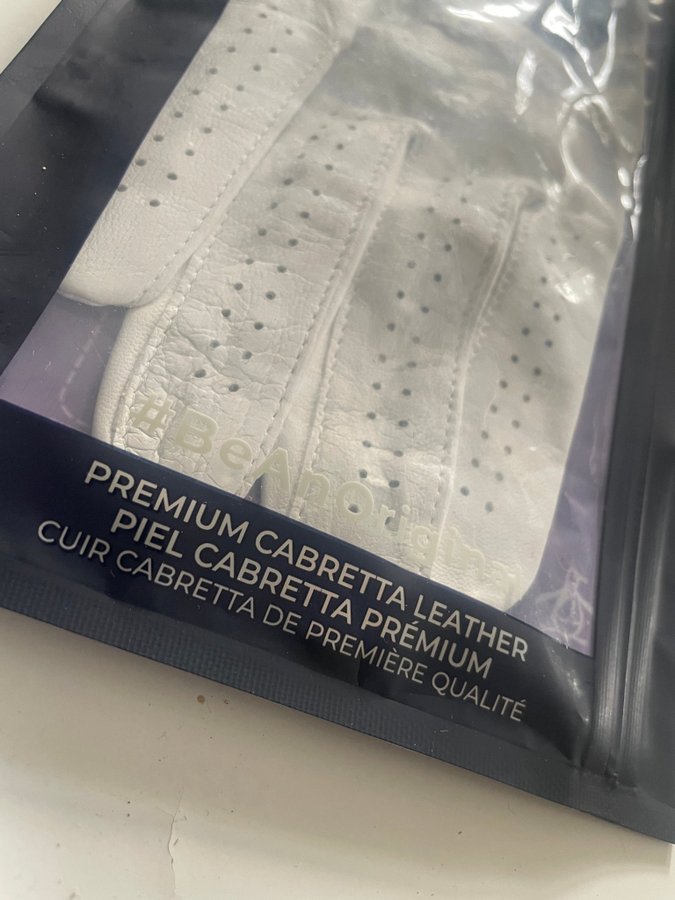 #BeAnOriginal
PREMIUM CABRETTA LEATHER
PIEL CABRETTA PRÉMIUM
CUIR CABRETTA DE PREMIÈRE QUALITÉ